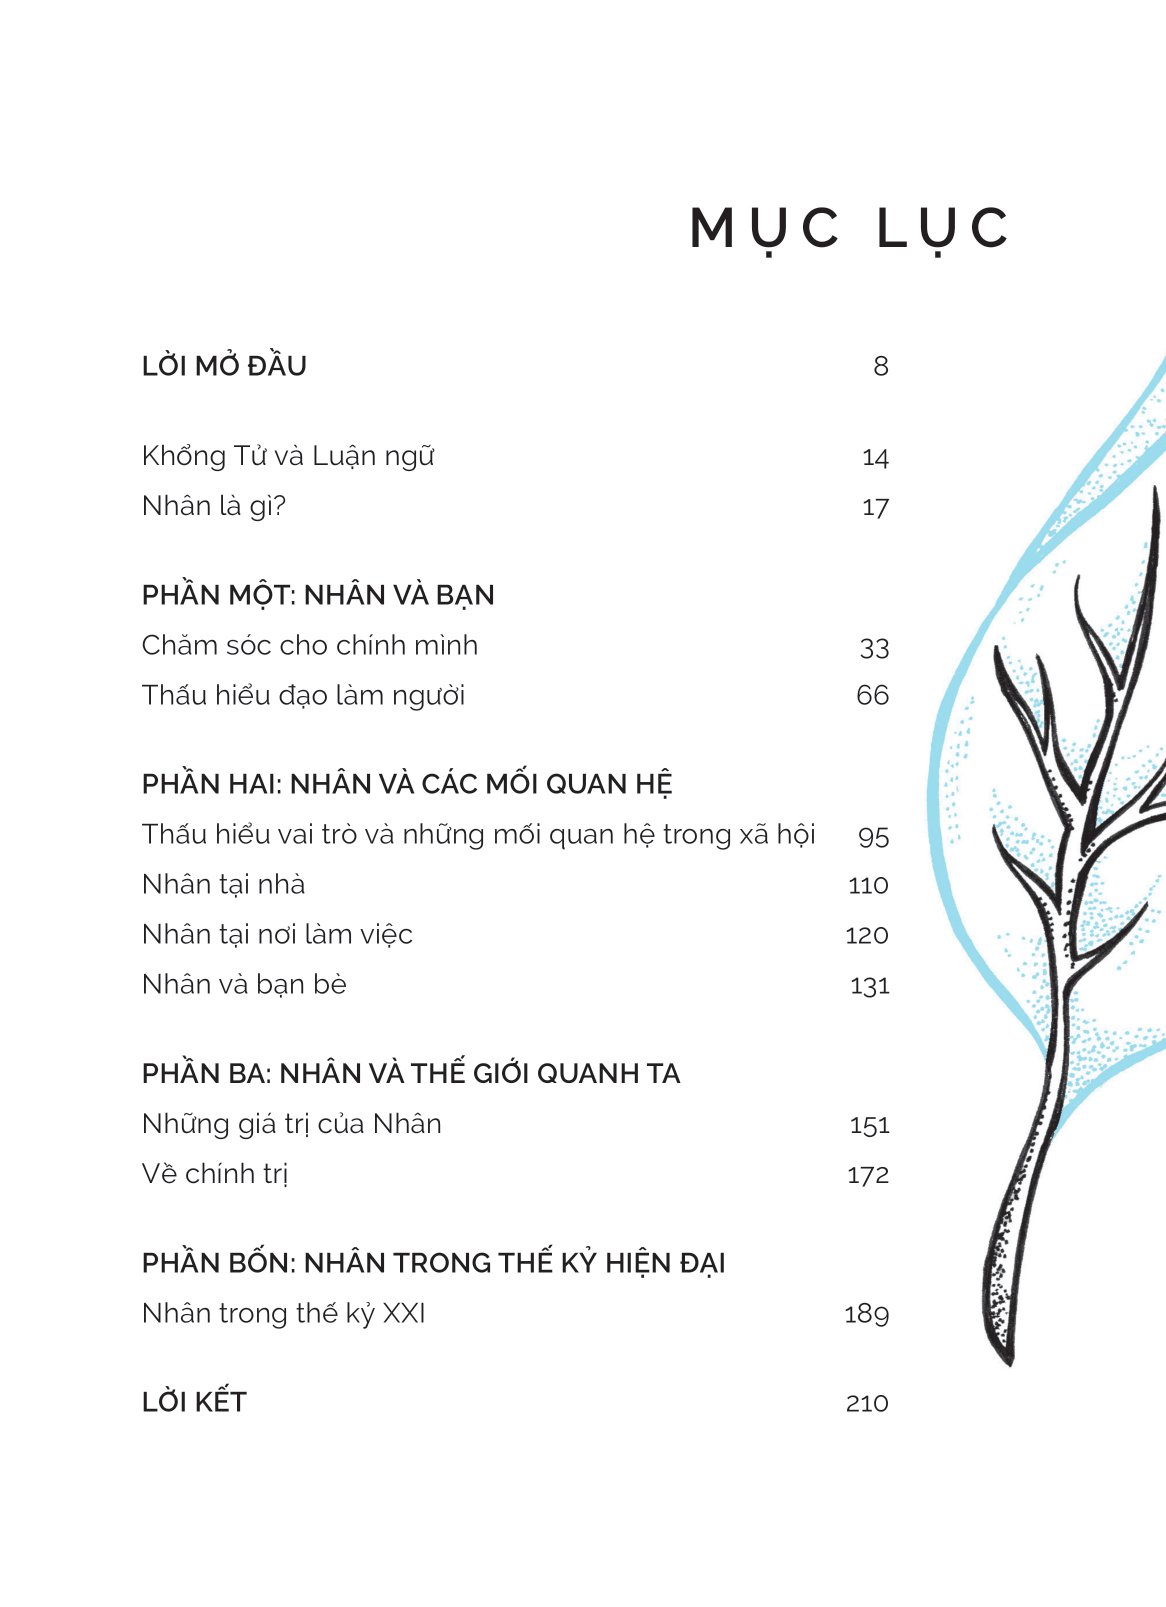 MỤC LỤC
LỜI MỞ ĐẦU 8
Khổng Tử và Luận ngữ 14
Nhân là gì? 17
PHẦN MỘT: NHÂN VÀ BẠN
Chăm sóc cho chính mình 33
Thấu hiểu đạo làm người 66
PHẦN HAI: NHÂN VÀ CÁC MỐI QUAN HỆ
Thấu hiểu vai trò và những mối quan hệ trong xã hội 95
Nhân tại nhà 110
Nhân tại nơi làm việc 120
Nhân và bạn bè 131
PHẦN BA: NHÂN VÀ THẾ GIỚI QUANH TA
Những giá trị của Nhân 151
Về chính trị 172
PHẦN BỐN: NHÂN TRONG THẾ KỶ HIỆN ĐẠI
Nhân trong thế kỷ XXI 189
LỜI KẾT 210